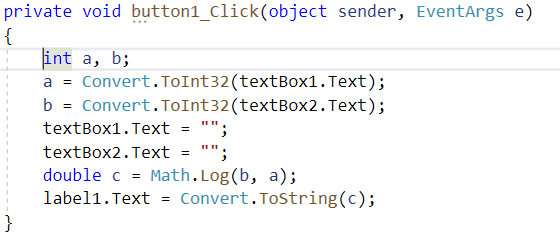 private void button1_Click(object sender, EventArgs e)
{
int a, b;
a = Convert.ToInt32(textBox1.Text);
b = Convert.ToInt32(textBox2.Text);
textBox1.Text = "";
textBox2.Text = "";
double c = Math.Log(b, a);
label1.Text = Convert.ToString(c);
}